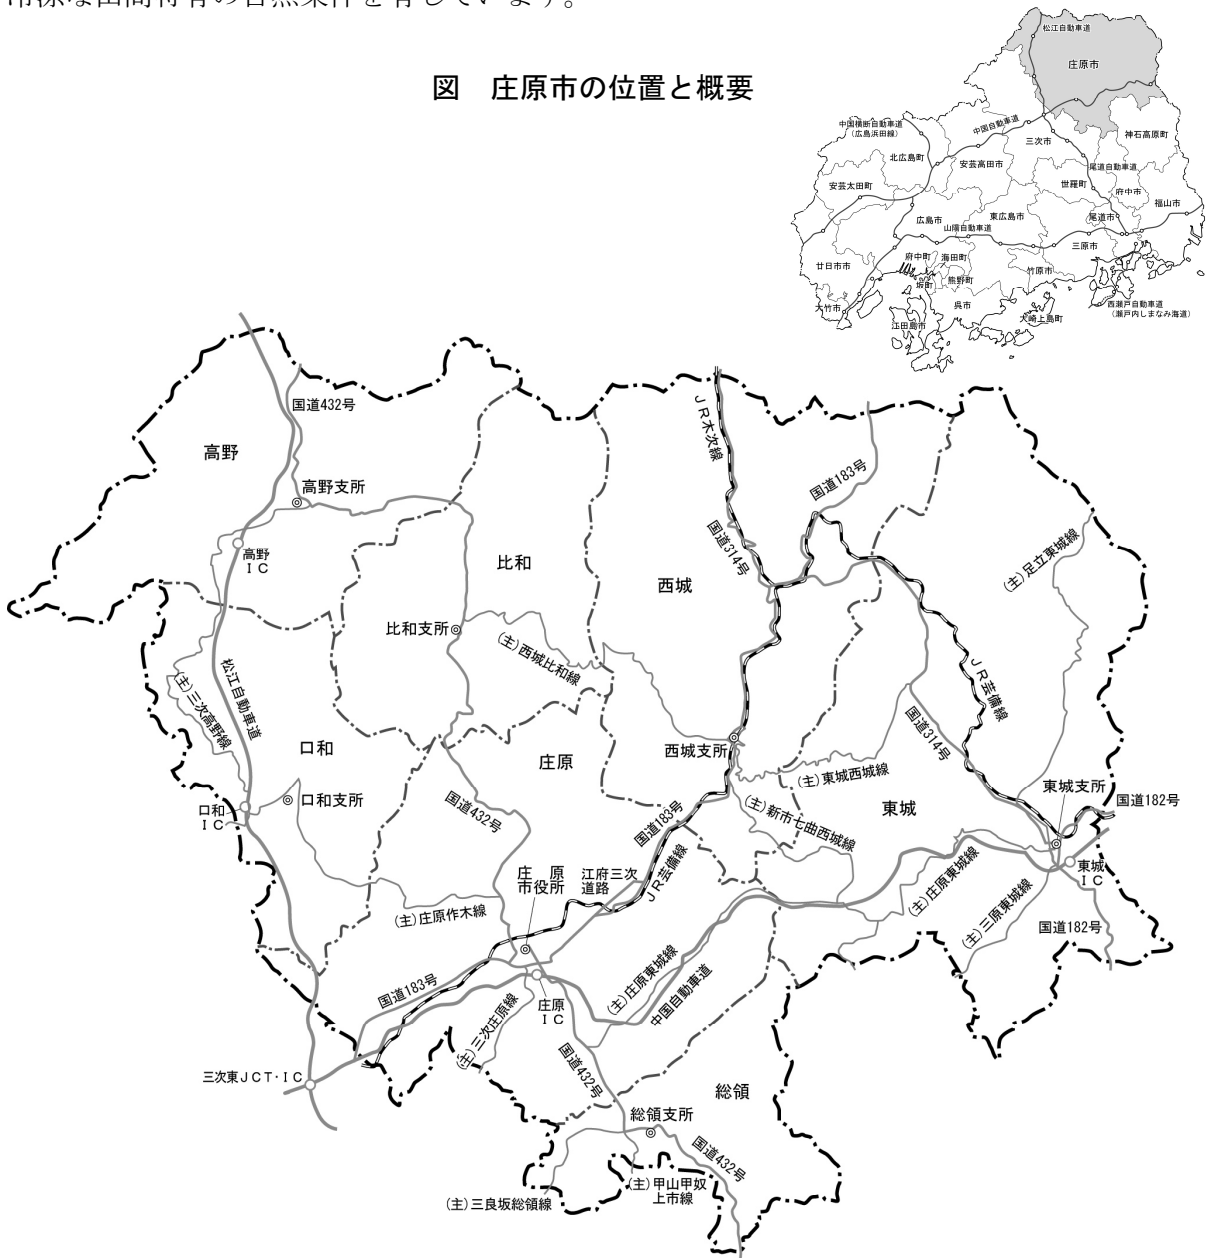 冷涼な山間特有の自然条件を有しています。
図　庄原市の位置と概要
松江自動車道
庄原市
中国横断自動車道
（広島浜田線）
中国自動車道
神石高原町
三次市
北広島町
安芸高田市
尾道自動車道
安芸太田町
世羅町
府中市
福山市
広島市
東広島市
尾道市
山陽自動車道
三原市
廿日市市
府中町
海田町
竹原市
坂町
熊野町
大竹市
呉市
西瀬戸自動車道
（瀬戸内しまなみ海道）
江田島市
大崎上島町
国道432号
JR木次線
高野
国道183号
高野支所
国道314号
高野
IC
比和
西城
(主)足立東城線
比和支所
(主)西城比和線
松江自動車道
(主)三次高野線
JR芸備線
国道314号
口和
庄原
西城支所
(主)東城西城線
口和支所
口和
IC
国道432号
国道183号
(主)新市七曲西城線
東城
東城支所
国道182号
庄原
市役所
江府三次
道路
JR芸備線
東城
IC
(主)庄原東城線
(主)三原東城線
(主)庄原作木線
国道182号
国道183号
庄原
IC
(主)庄原東城線
中国自動車道
(主)三次庄原線
国道432号
三次東JCT・IC
総領
総領支所
国道432号
(主)三良坂総領線
(主)甲山甲奴
上市線